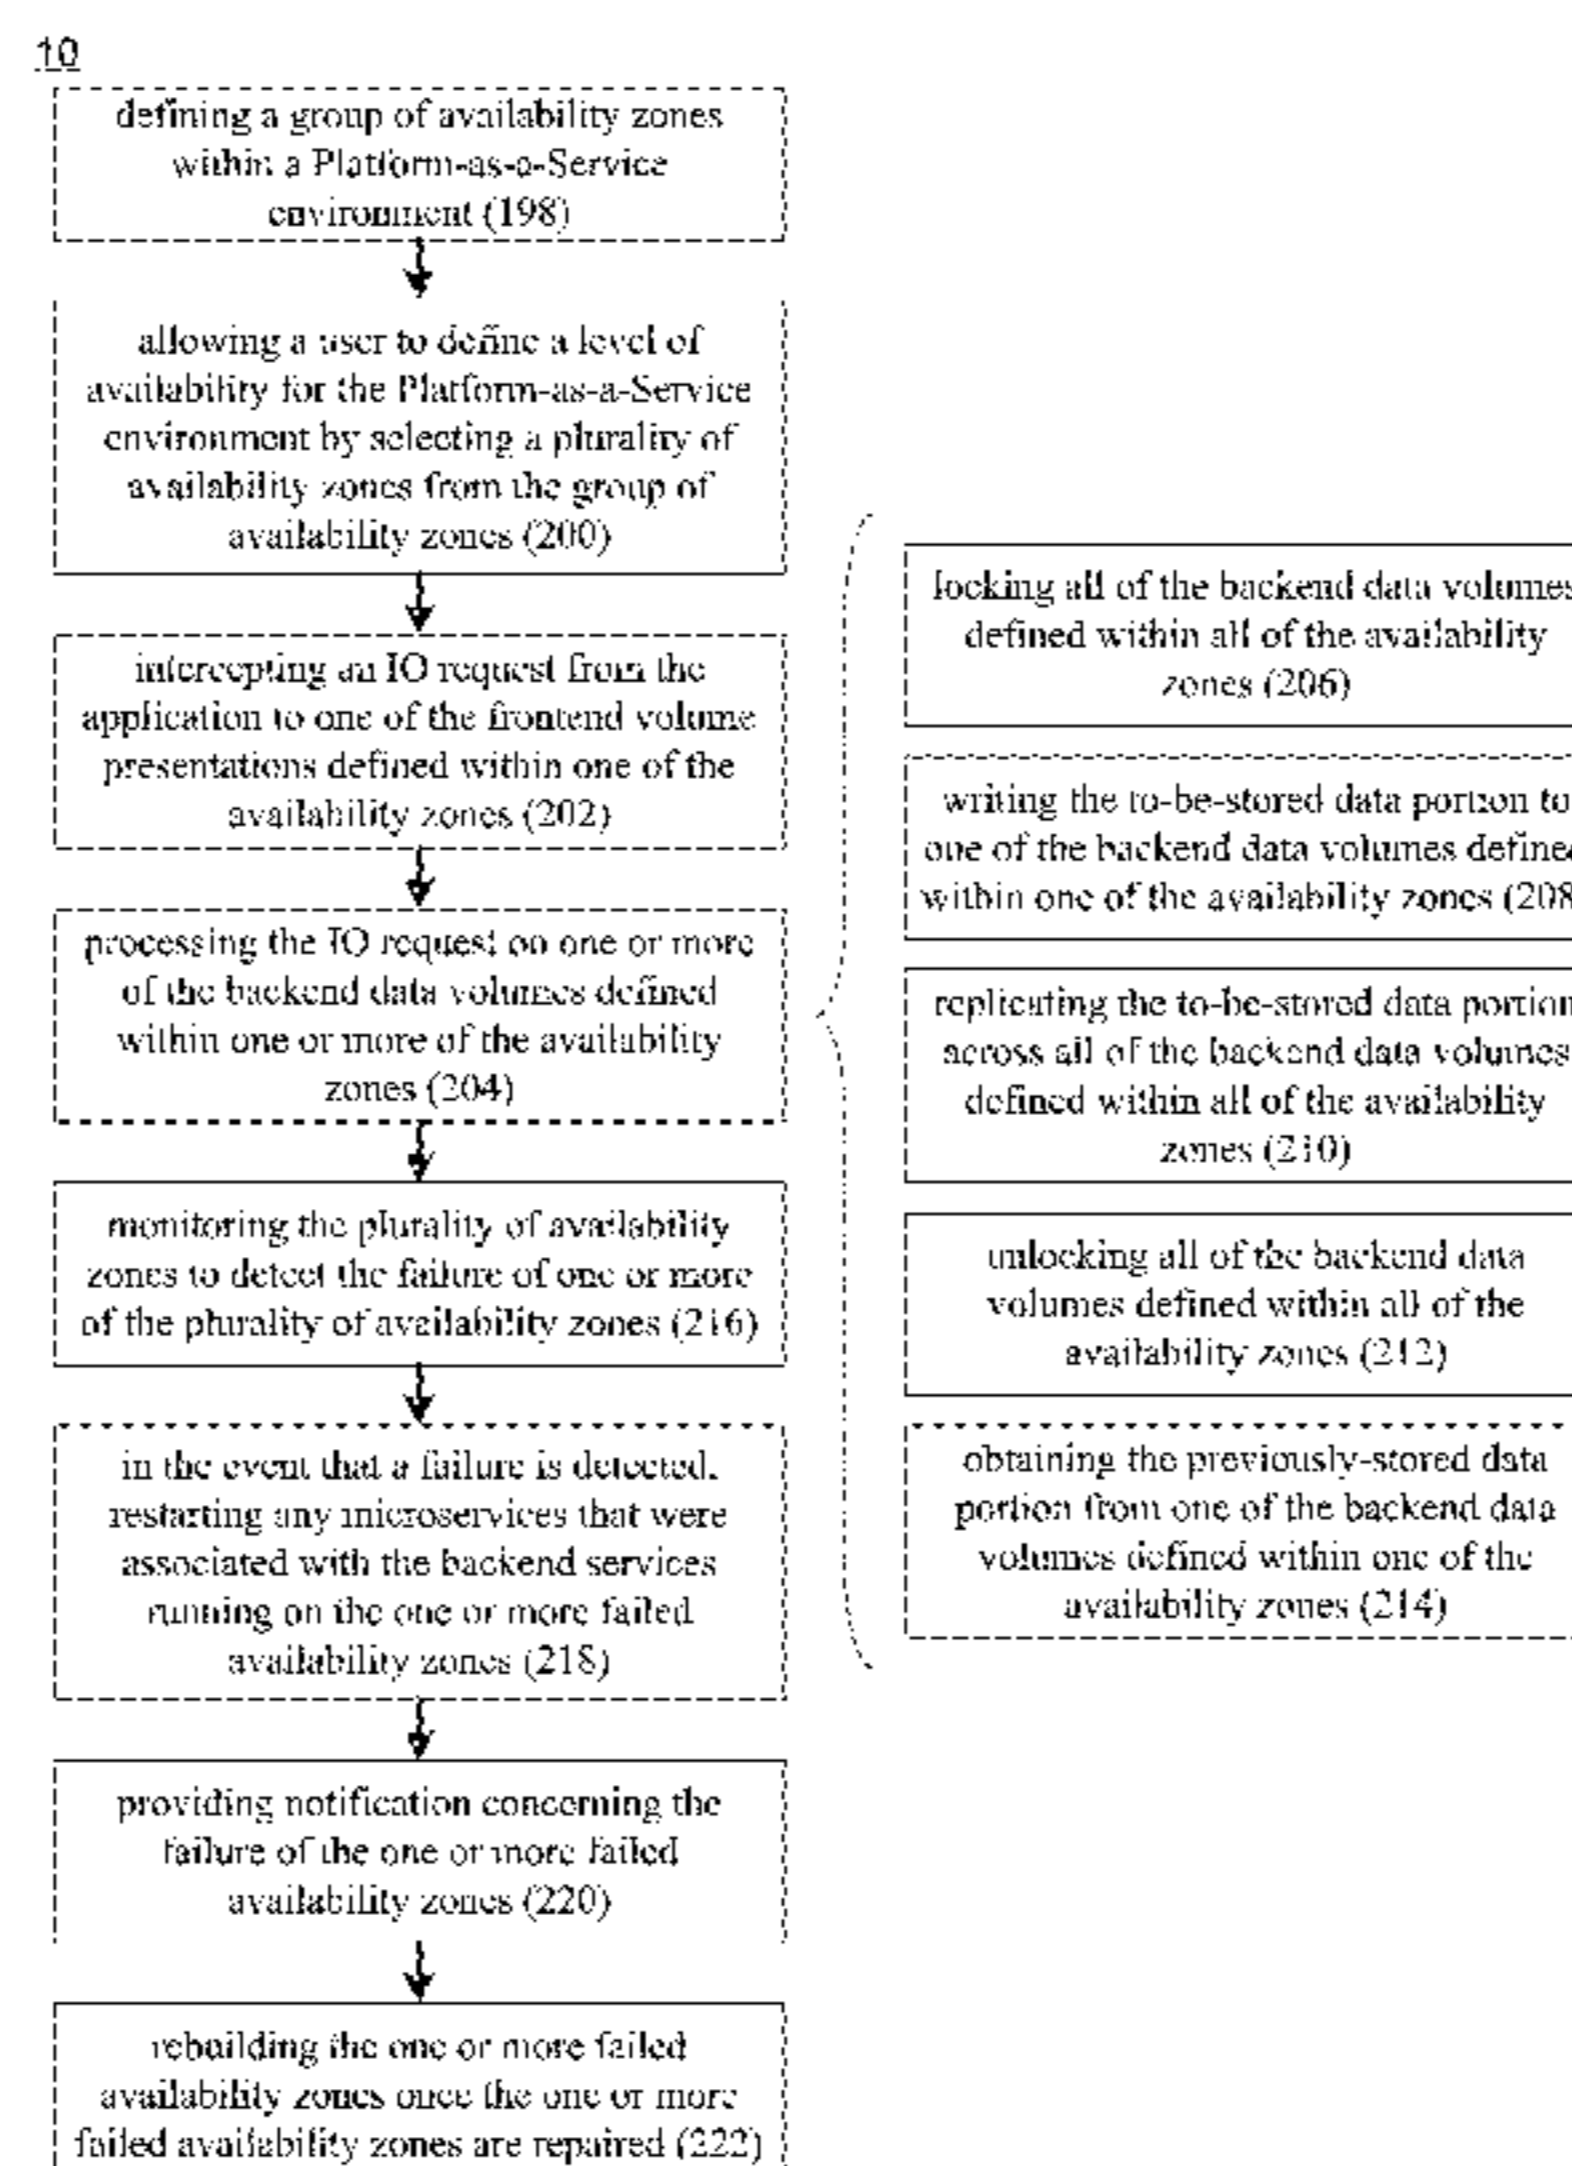 10
defining a group of availability zones
within a Platform-as-a-Service
environment (198)
allowing a user to define a level of
availability for the Platform-as-a-Service
environment by selecting a plurality of
availability zones from the group of
availability zones (200)
intercepting an IO request from the
application to one of the frontend volume
presentations defined within one of the
availability zones (202)
processing the IO request on one or more
of the backend data volumes defined
within one or more of the availability
zones (204)
monitoring the plurality of availability
zones to detect the failure of one or more
of the plurality of availability zones (216)
in the event that a failure is detected,
restarting any microservices that were
associated with the backend services
running on the one or more failed
availability zones (218)
providing notification concerning the
failure of the one or more failed
availability zones (220)
rebuilding the one or more failed
availability zones once the one or more
failed availability zones are repaired (222)
locking all of the backend data volumes
defined within all of the availability
zones (206)
writing the to-be-stored data portion to
one of the backend data volumes defined
within one of the availability zones (208
replicating the to-be-stored data portion
across all of the backend data volumes
defined within all of the availability
zones (210)
unlocking all of the backend data
volumes defined within all of the
availability zones (212)
obtaining the previously-stored data
portion from one of the backend data
volumes defined within one of the
availability zones (214)